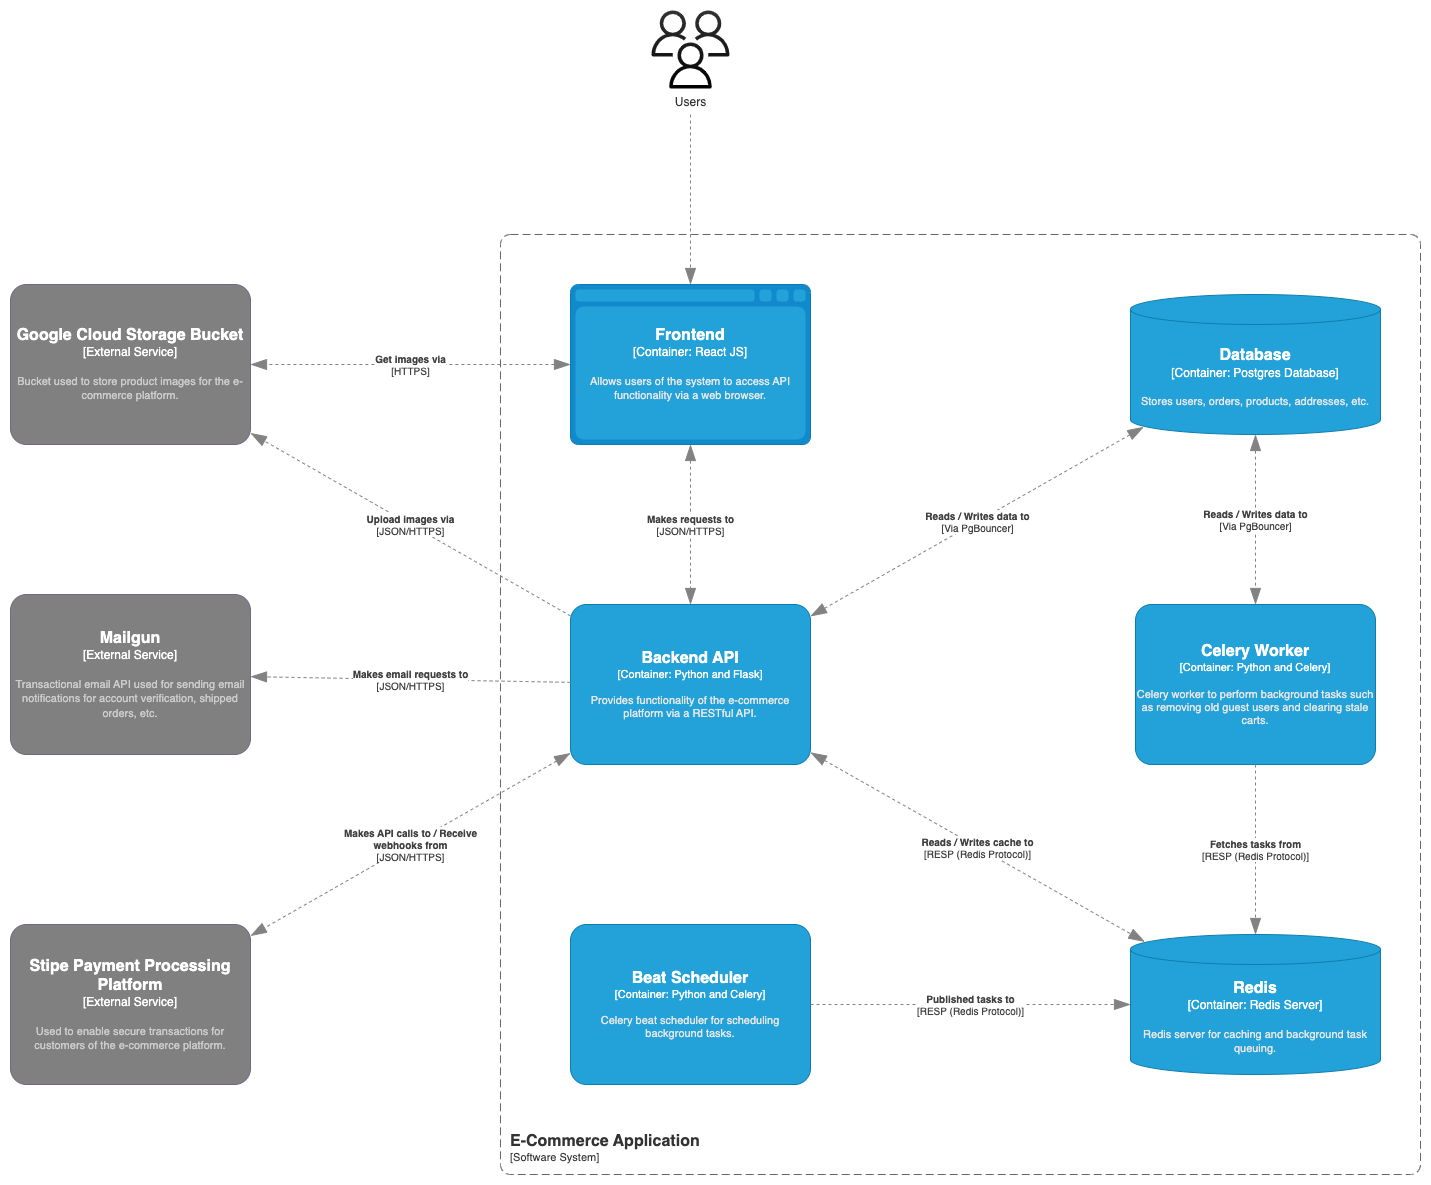 Users
Google Cloud Storage Bucket
[External Service]
Bucket used to store product images for the e-
commerce platform.
Get images via
[HTTPS]
Frontend
[Container: React JS]
Allows users of the system to access API
functionality via a web browser.
Database
[Container: Postgres Database]
Stores users, orders, products, addresses, etc.
Upload images via
[JSON/HTTPS]
Makes requests to
[JSON/HTTPS]
Reads / Writes data to
[Via PgBouncer]
Reads / Writes data to
[Via PgBouncer]
Mailgun
[External Service]
Transactional email API used for sending email
notifications for account verification, shipped
orders, etc.
Makes email requests to
[JSON/HTTPS]
Backend API
[Container: Python and Flask]
Provides functionality of the e-commerce
platform via a RESTful API.
Celery Worker
[Container: Python and Celery]
Celery worker to perform background tasks such
as removing old guest users and clearing stale
carts.
Makes API calls to / Receive
webhooks from
[JSON/HTTPS]
Reads / Writes cache to
[RESP (Redis Protocol)]
Fetches tasks from
[RESP (Redis Protocol)]
Stipe Payment Processing
Platform
[External Service]
Used to enable secure transactions for
customers of the e-commerce platform.
Beat Scheduler
[Container: Python and Celery]
Celery beat scheduler for scheduling
background tasks.
Published tasks to
[RESP (Redis Protocol)]
Redis
[Container: Redis Server]
Redis server for caching and background task
queuing.
E-Commerce Application
[Software System]